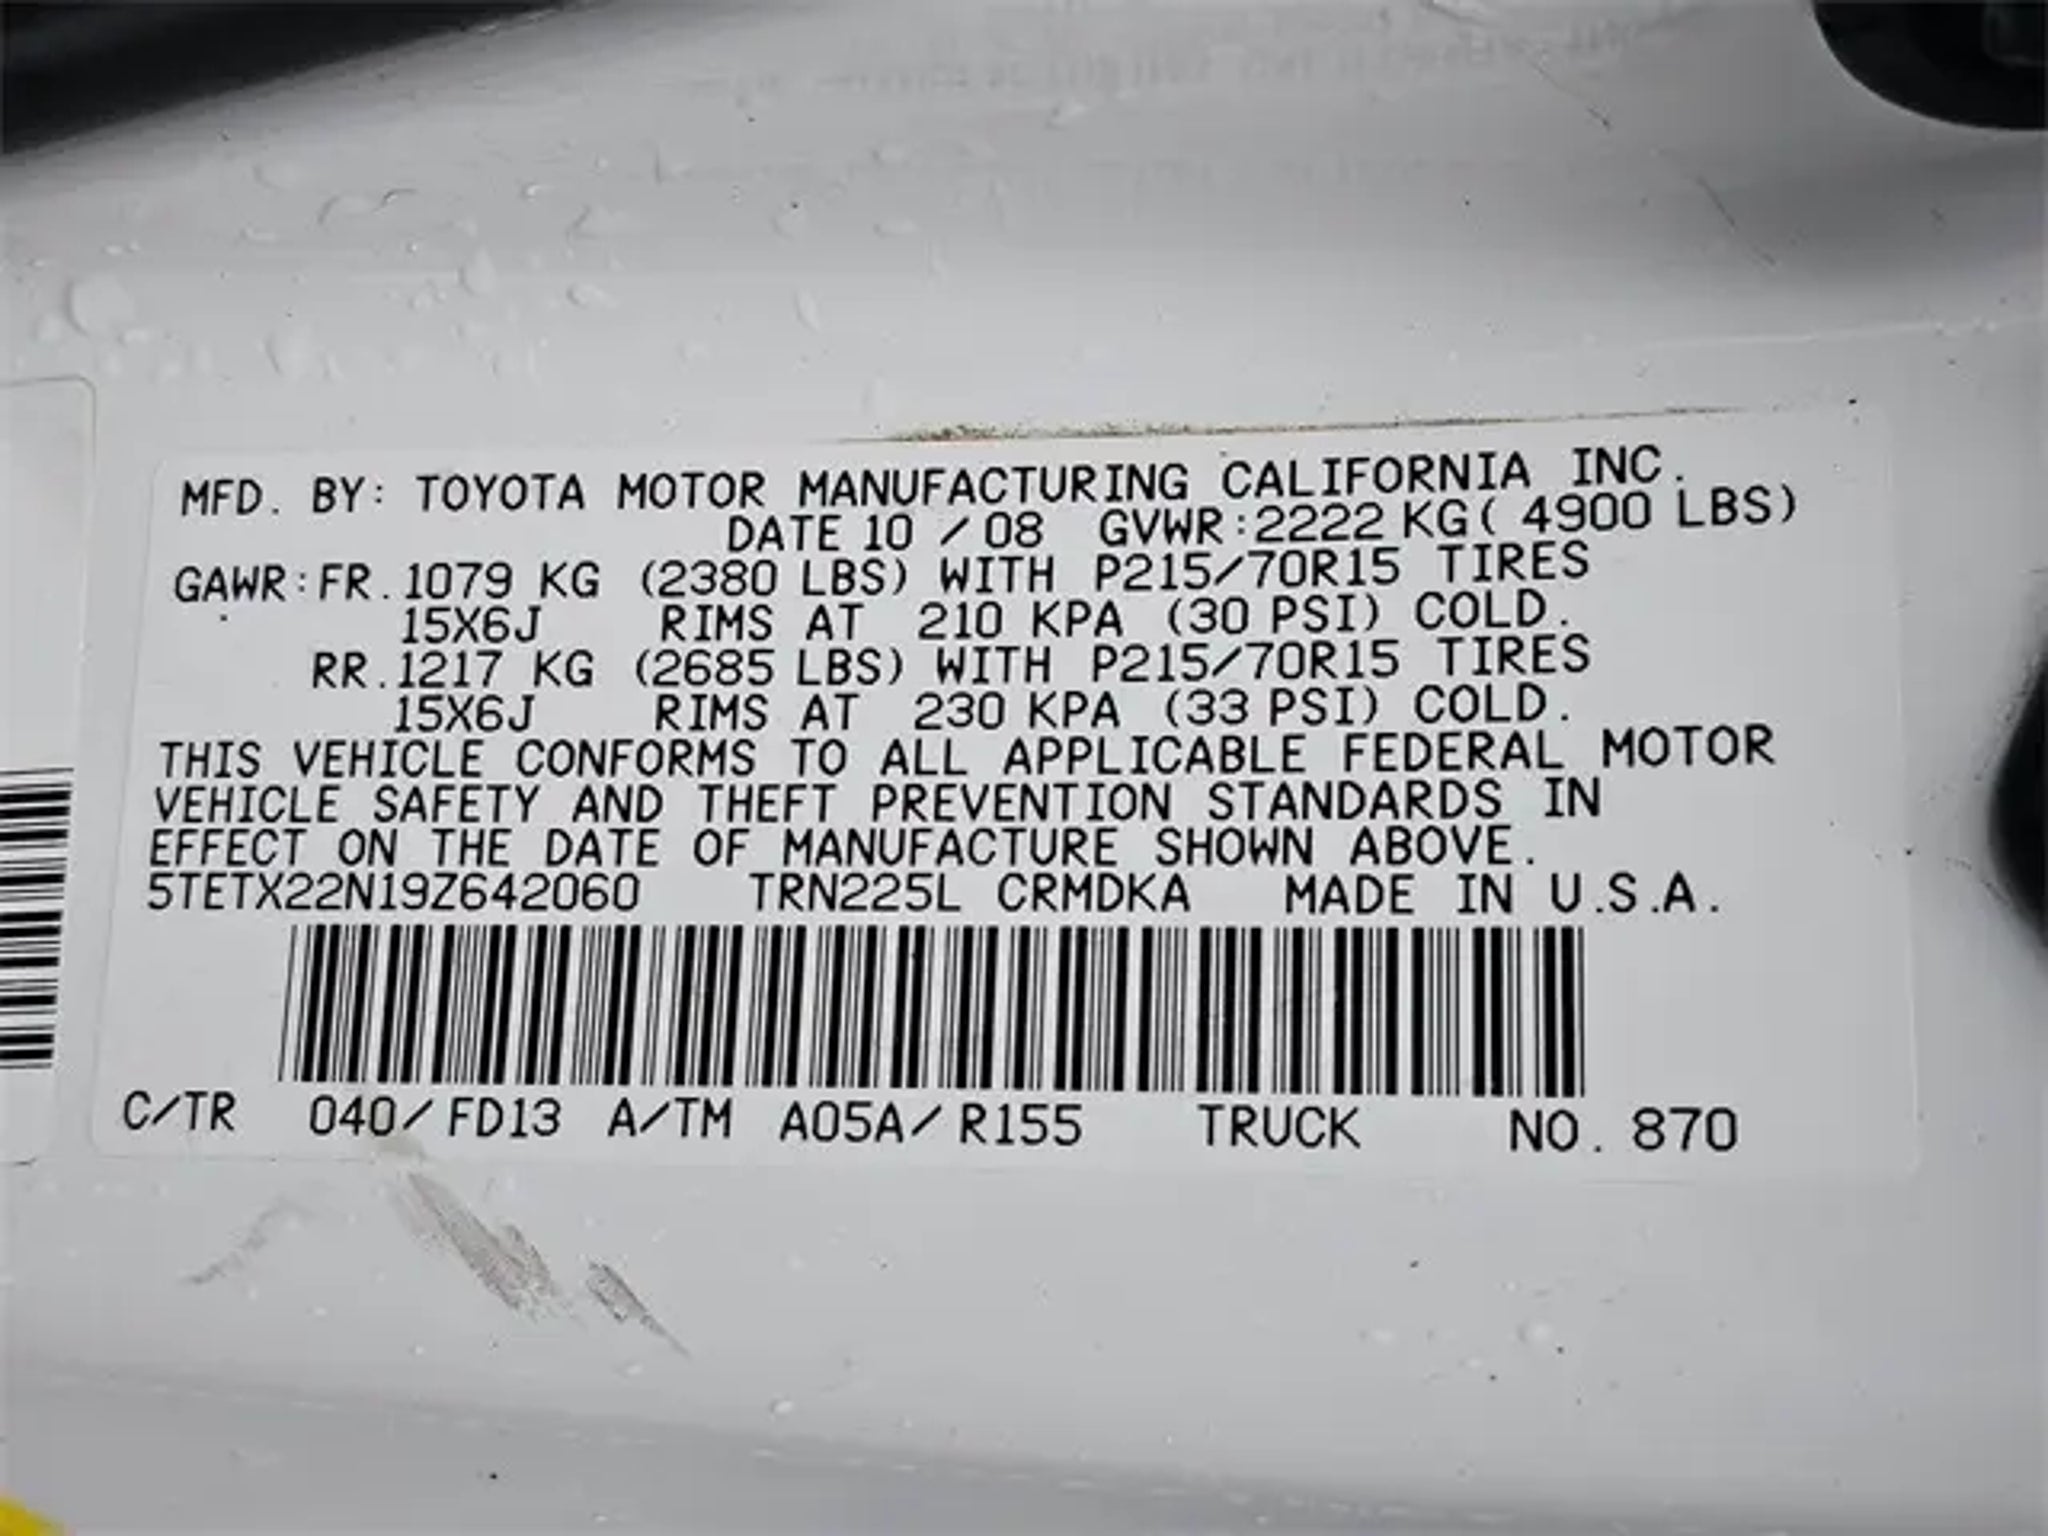 MFD. BY: TOYOTA MOTOR MANUFACTURING CALIFORNIA INC.
DATE 10 / 08 GVWR:2222 KG( 4900 LBS)
GAWR:FR.1079 KG (2380 LBS) WITH P215/70R15 TIRES
15X6J RIMS AT 210 KPA (30 PSI) COLD.
RR.1217 KG (2685 LBS) WITH P215/70R15 TIRES
15X6J RIMS AT 230 KPA (33 PSI) COLD.
THIS VEHICLE CONFORMS TO ALL APPLICABLE FEDERAL MOTOR
VEHICLE SAFETY AND THEFT PREVENTION STANDARDS IN
EFFECT ON THE DATE OF MANUFACTURE SHOWN ABOVE.
5TETX22N19Z642060 TRN225L CRMDKA MADE IN U.S.A.
C/TR 040/FD13 A/TM A05A/R155 TRUCK NO. 870